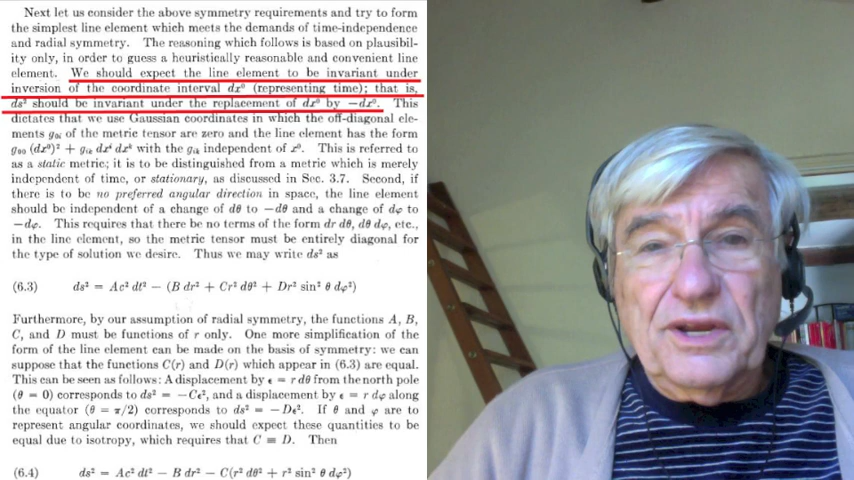 Next let us consider the above symmetry requirements and try to form
the simplest line element which meets the demands of time-independence
and radial symmetry. The reasoning which follows is based on plausibil-
ity only, in order to guess a heuristically reasonable and convenient line
element. We should expect the line element to be invariant under
inversion of the coordinate interval dx⁰ (representing time); that is,
ds² should be invariant under the replacement of dx⁰ by −dx⁰. This
dictates that we use Gaussian coordinates in which the off-diagonal ele-
ments g₀ᵢ of the metric tensor are zero and the line element has the form
g₀₀ (dx⁰)² + gᵢₖ dxⁱ dxᵏ with the gᵢₖ independent of x⁰. This is referred
to as a static metric; it is to be distinguished from a metric which is merely
independent of time, or stationary, as discussed in Sec. 3.7. Second, if
there is to be no preferred angular direction in space, the line element
should be independent of a change of dθ to −dθ and a change of dφ to
−dφ. This requires that there be no terms of the form dr dθ, dθ dφ, etc.,
in the line element, so the metric tensor must be entirely diagonal for
the type of solution we desire. Thus we may write ds² as
(6.3) ds² = Ac² dt² − (B dr² + Cr² dθ² + Dr² sin² θ dφ²)
Furthermore, by our assumption of radial symmetry, the functions A, B,
C, and D must be functions of r only. One more simplification of the
form of the line element can be made on the basis of symmetry: we can
suppose that the functions C(r) and D(r) which appear in (6.3) are equal.
This can be seen as follows: A displacement by ε = r dθ from the north pole
(θ = 0) corresponds to ds² = −Cε², and a displacement by ε = r dφ along
the equator (θ = π/2) corresponds to ds² = −Dε². If θ and φ are to
represent angular coordinates, we should expect these quantities to be
equal due to isotropy, which requires that C ≡ D. Then
(6.4) ds² = Ac² dt² − B dr² − C(r² dθ² + r² sin² θ dφ²)